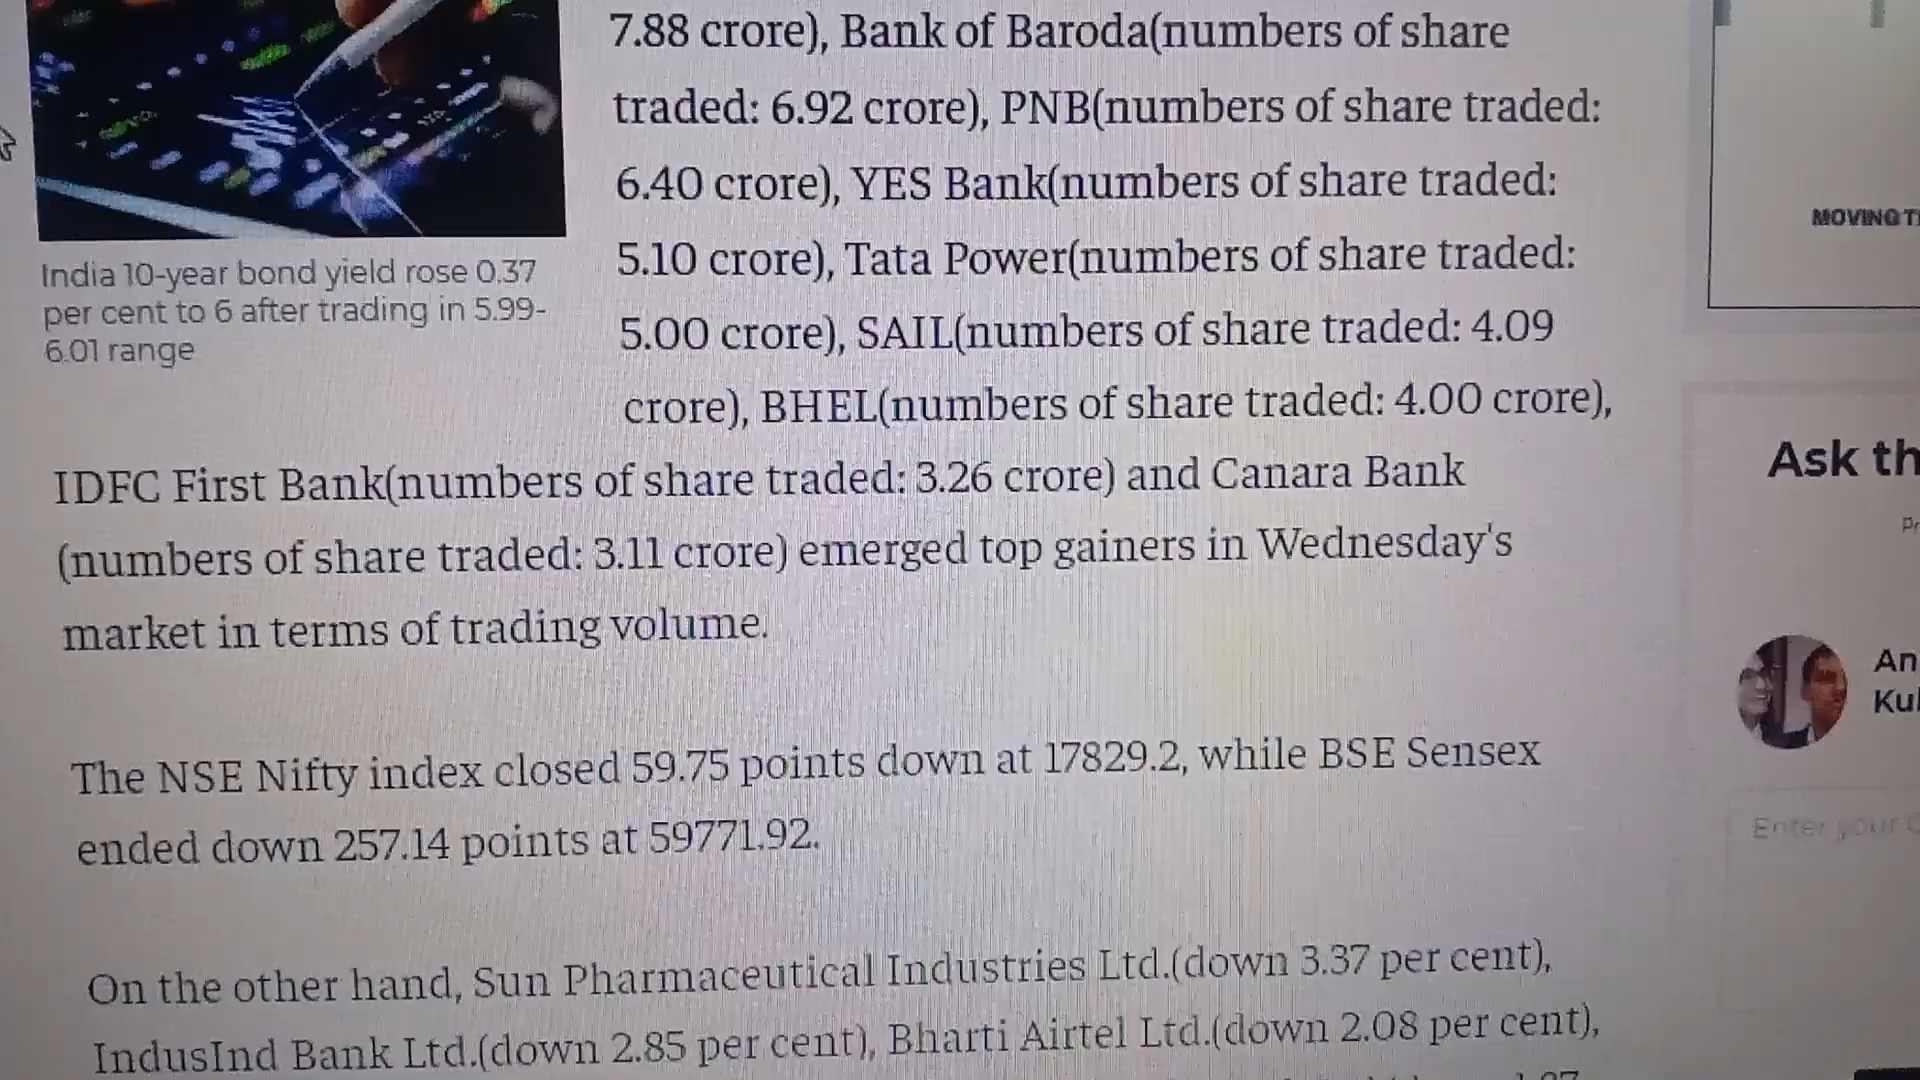 7.88 crore), Bank of Baroda(numbers of share
traded: 6.92 crore), PNB(numbers of share traded:
6.40 crore), YES Bank(numbers of share traded:
5.10 crore), Tata Power(numbers of share traded:
5.00 crore), SAIL(numbers of share traded: 4.09
crore), BHEL(numbers of share traded: 4.00 crore),
India 10-year bond yield rose 0.37
per cent to 6 after trading in 5.99-
6.01 range
IDFC First Bank(numbers of share traded: 3.26 crore) and Canara Bank
(numbers of share traded: 3.11 crore) emerged top gainers in Wednesday's
market in terms of trading volume.
The NSE Nifty index closed 59.75 points down at 17829.2, while BSE Sensex
ended down 257.14 points at 59771.92.
On the other hand, Sun Pharmaceutical Industries Ltd.(down 3.37 per cent),
IndusInd Bank Ltd.(down 2.85 per cent), Bharti Airtel Ltd.(down 2.08 per cent),
MOVING T
Ask th
Pr
An
Kul
Enter your